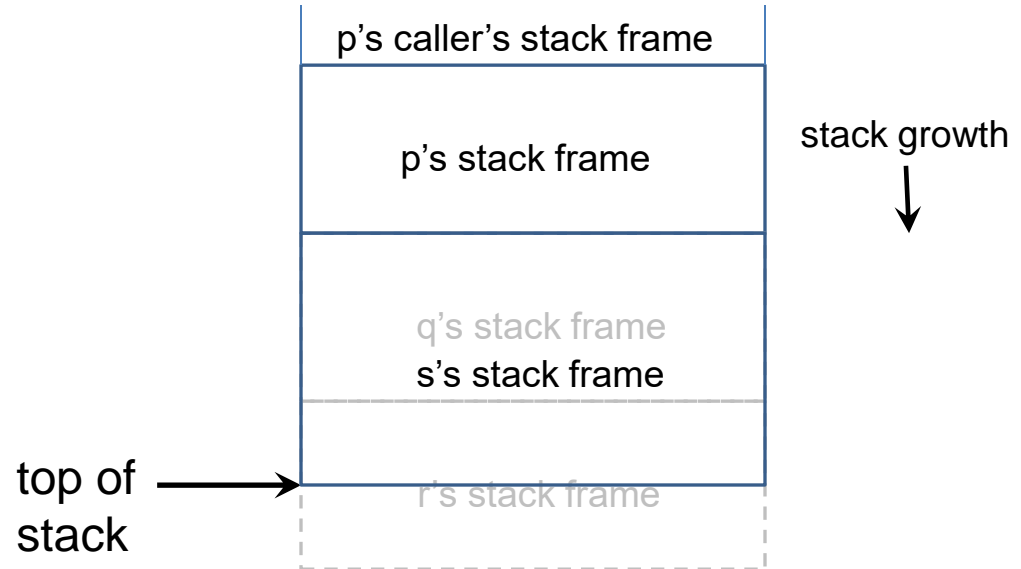 p’s caller’s stack frame
stack growth
p’s stack frame
q’s stack frame
s’s stack frame
top of
stack
r’s stack frame